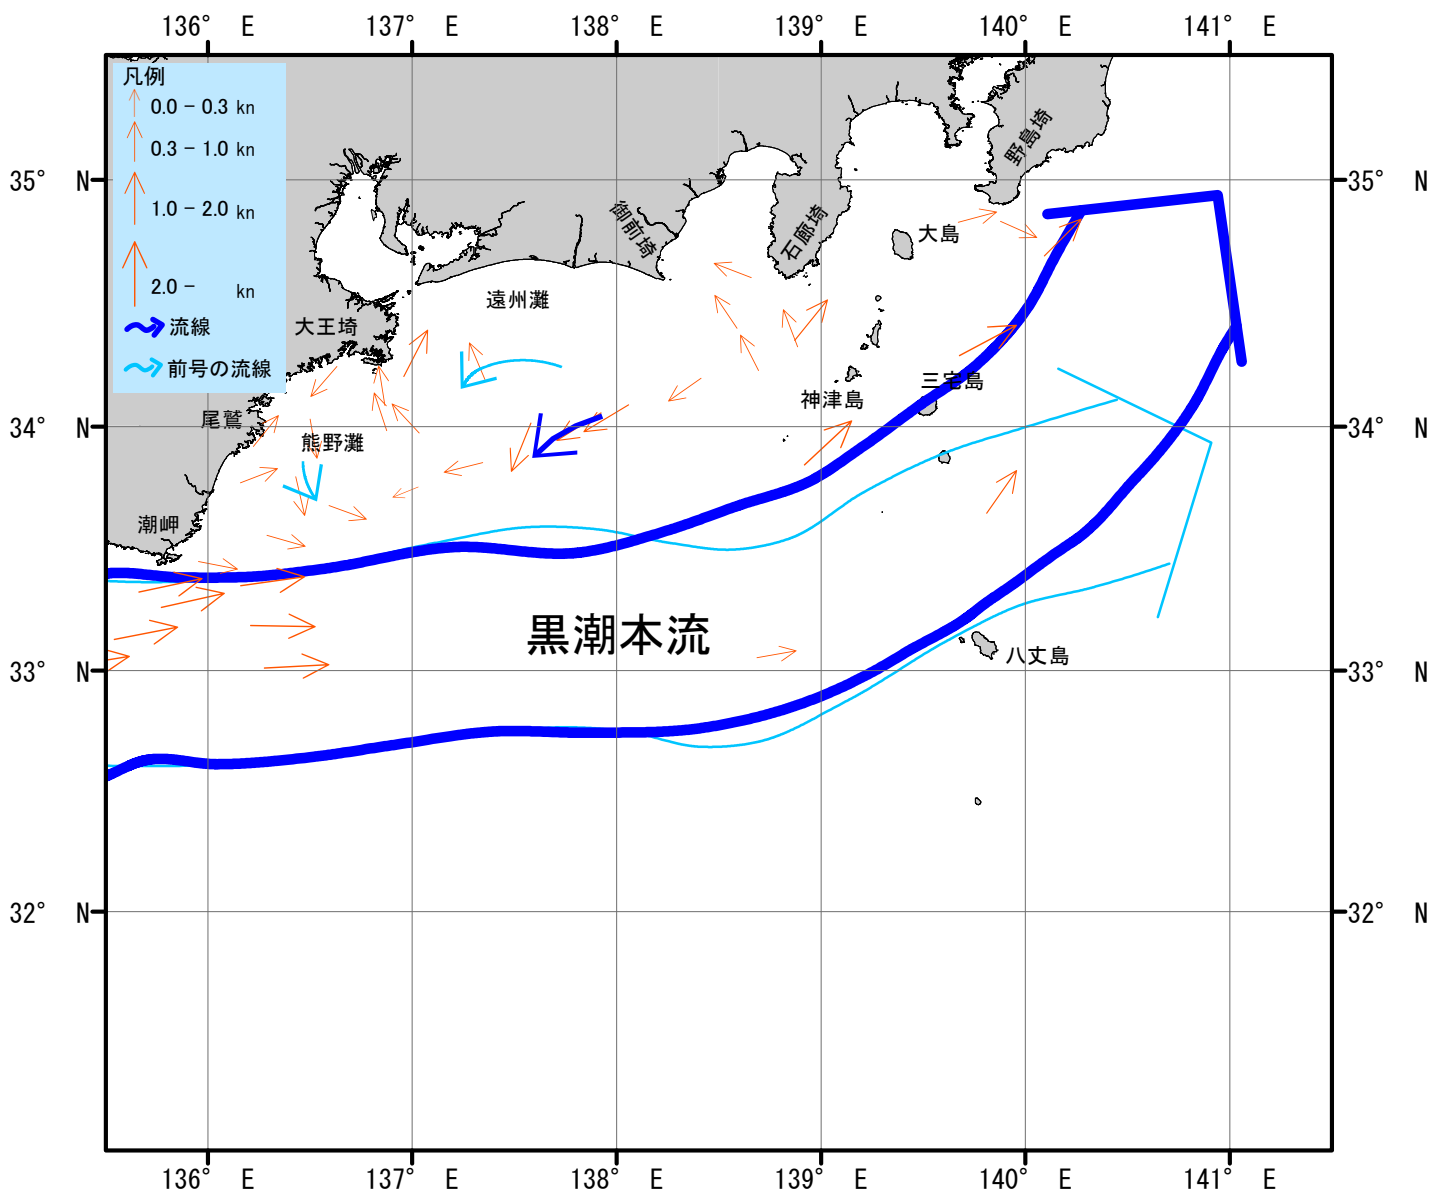 136° E 137° E 138° E 139° E 140° E 141° E
凡例
0.0 - 0.3 kn
0.3 - 1.0 kn
1.0 - 2.0 kn
2.0 - kn
流線
前号の流線
35° N
35° N
34° N
34° N
33° N
33° N
32° N
32° N
野島埼
御前埼
石廊埼
大島
遠州灘
大王埼
三宅島
神津島
尾鷲
熊野灘
潮岬
黒潮本流
八丈島
136° E 137° E 138° E 139° E 140° E 141° E